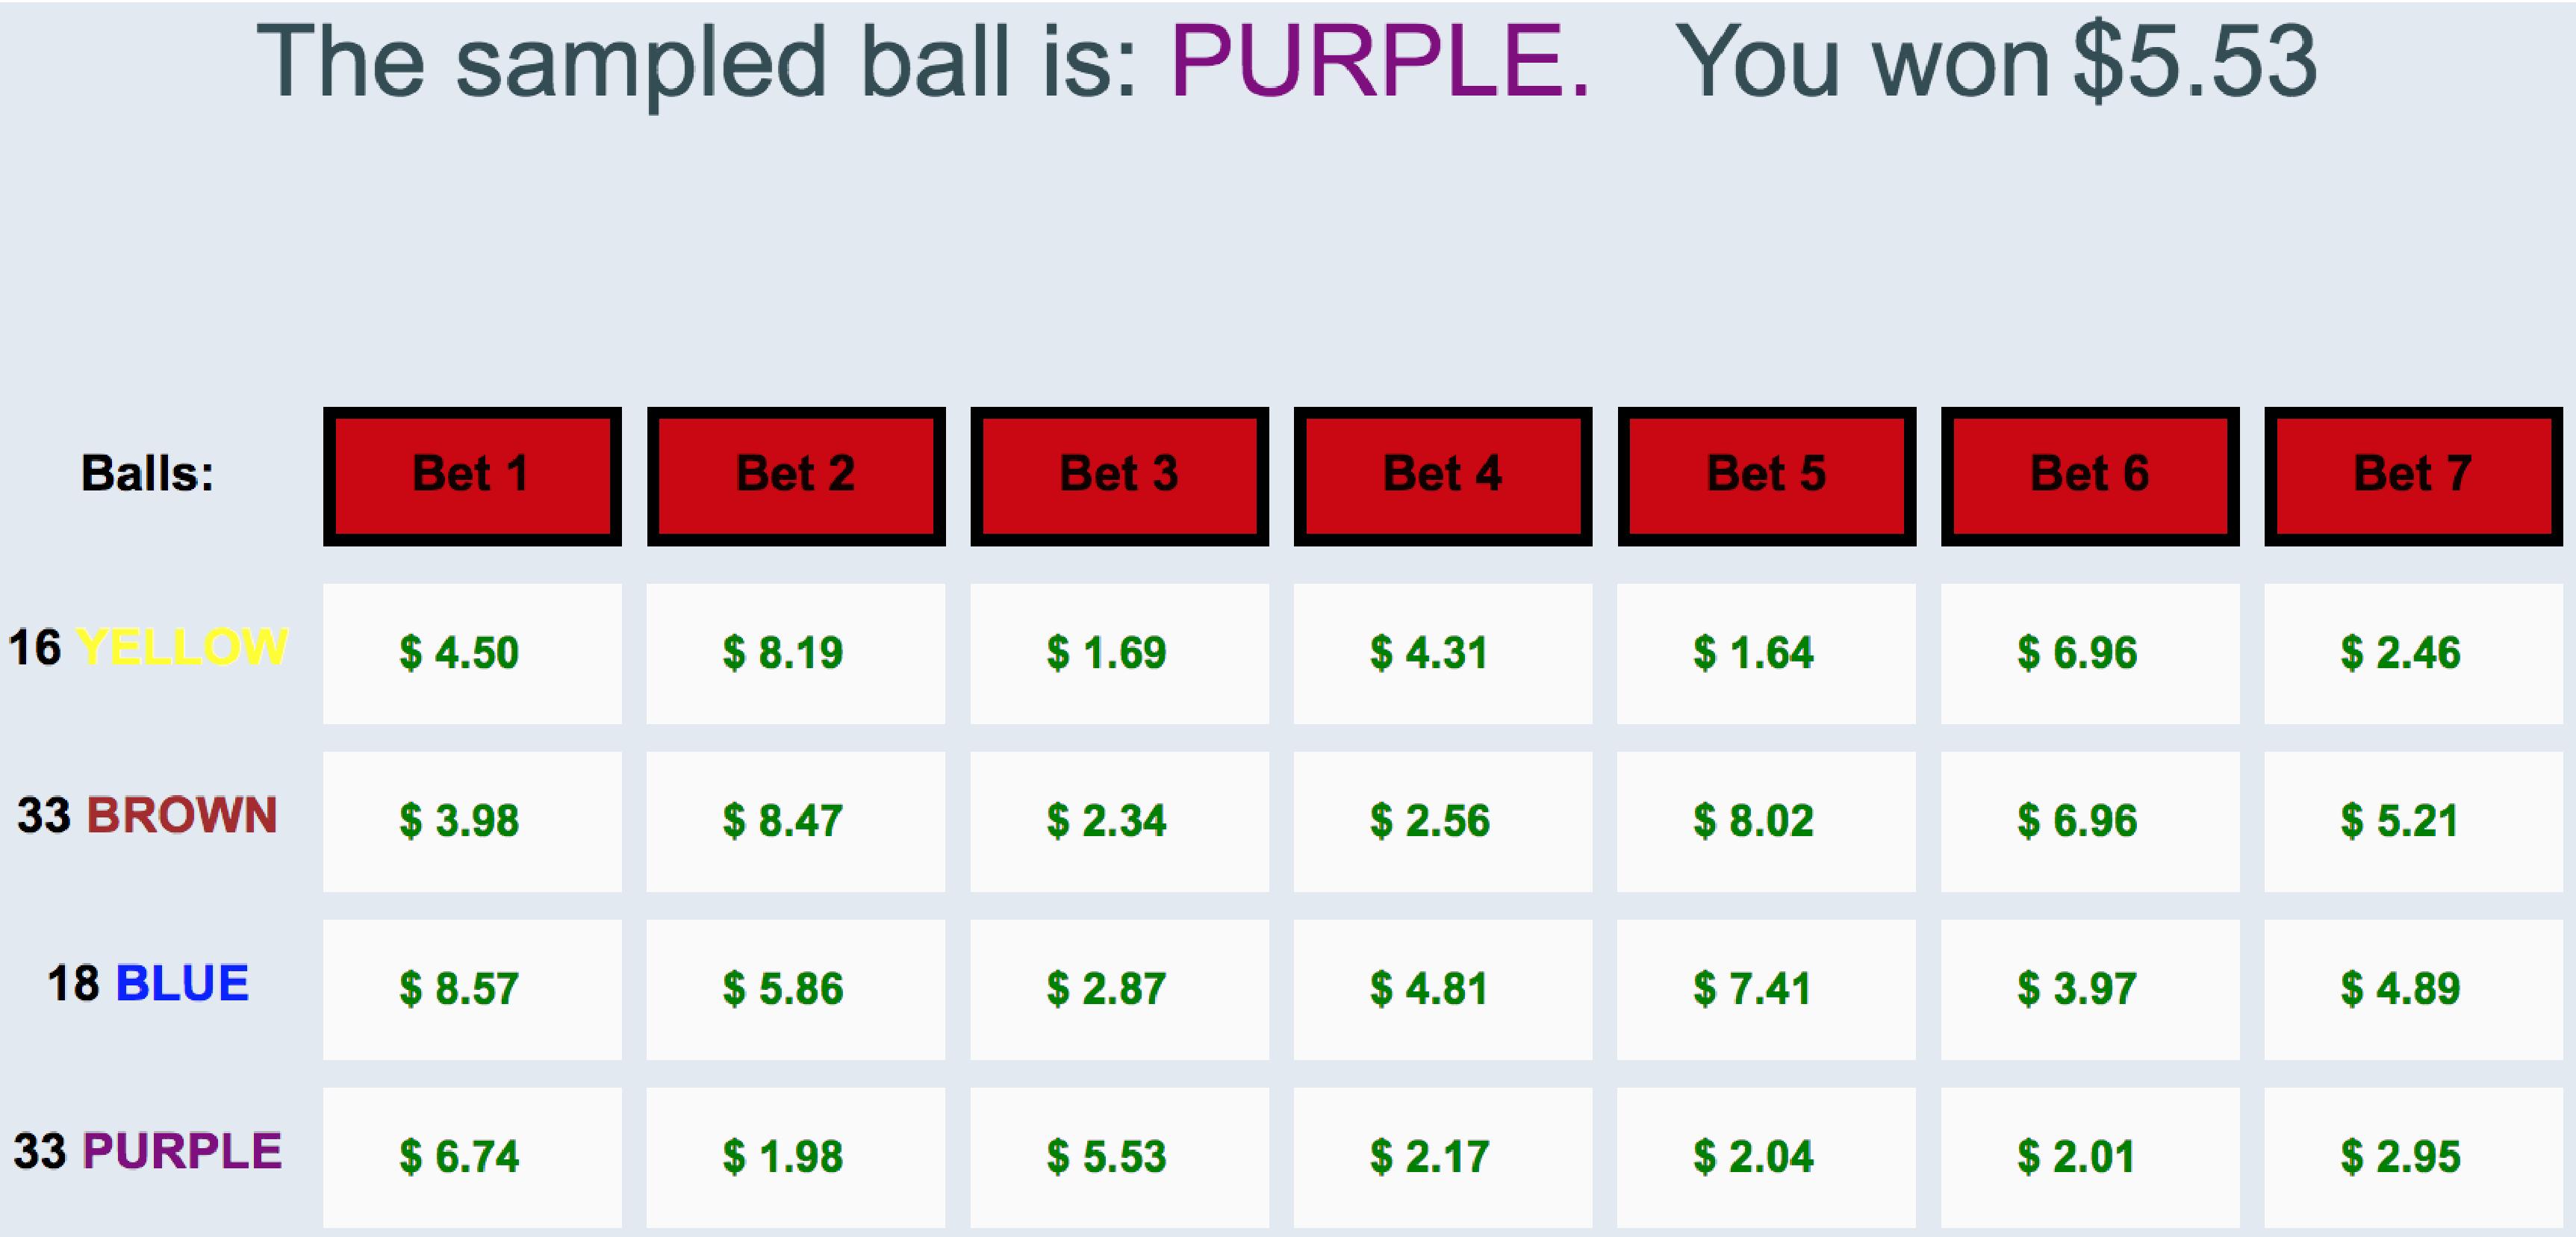 The sampled ball is: PURPLE. You won $5.53
Balls: Bet 1 Bet 2 Bet 3 Bet 4 Bet 5 Bet 6 Bet 7
16 YELLOW $ 4.50 $ 8.19 $ 1.69 $ 4.31 $ 1.64 $ 6.96 $ 2.46
33 BROWN $ 3.98 $ 8.47 $ 2.34 $ 2.56 $ 8.02 $ 6.96 $ 5.21
18 BLUE $ 8.57 $ 5.86 $ 2.87 $ 4.81 $ 7.41 $ 3.97 $ 4.89
33 PURPLE $ 6.74 $ 1.98 $ 5.53 $ 2.17 $ 2.04 $ 2.01 $ 2.95